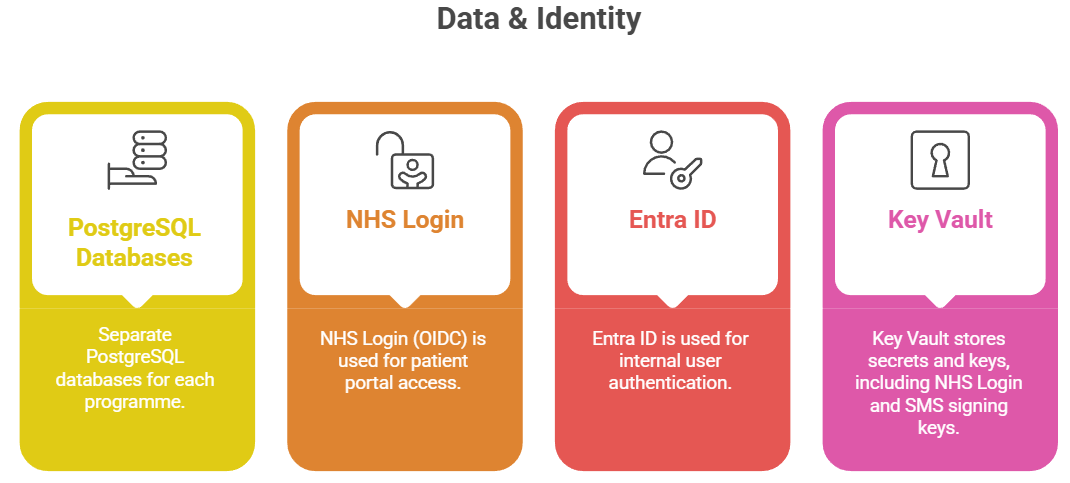 Data & Identity
PostgreSQL
Databases
Separate
PostgreSQL
databases for each
programme.
NHS Login
NHS Login (OIDC) is
used for patient
portal access.
Entra ID
Entra ID is used for
internal user
authentication.
Key Vault
Key Vault stores
secrets and keys,
including NHS Login
and SMS signing
keys.